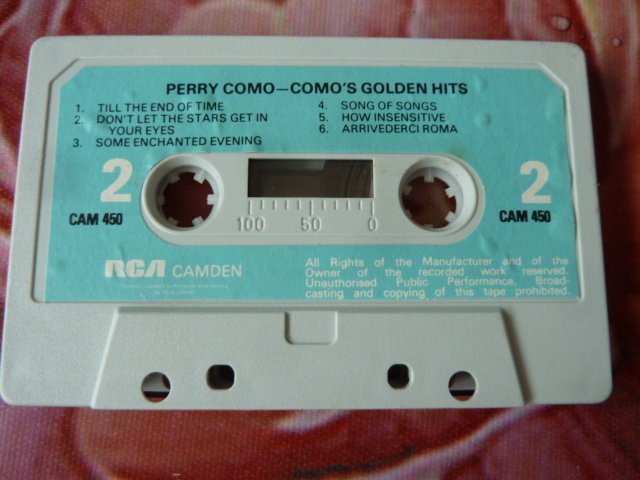 PERRY COMO—COMO'S GOLDEN HITS
1. TILL THE END OF TIME
2. DON'T LET THE STARS GET IN
YOUR EYES
3. SOME ENCHANTED EVENING
4. SONG OF SONGS
5. HOW INSENSITIVE
6. ARRIVEDERCI ROMA
2
CAM 450
100 50 0
2
CAM 450
RCA CAMDEN
All Rights of the Manufacturer and of the
Owner of the recorded work reserved.
Unauthorised Public Performance, Broad-
casting and copying of this tape prohibited.